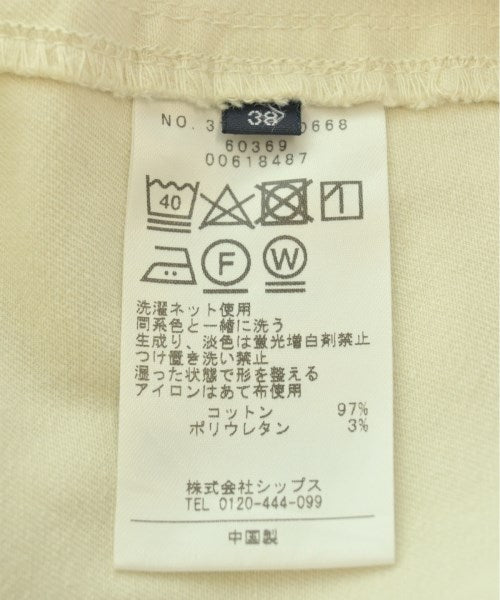 38
NO. 3 0668
60369
00618487
40
F W
洗濯ネット使用
同系色と一緒に洗う
生成り、淡色は蛍光増白剤禁止
つけ置き洗い禁止
湿った状態で形を整える
アイロンはあて布使用
コットン 97%
ポリウレタン 3%
株式会社シップス
TEL 0120-444-099
中国製